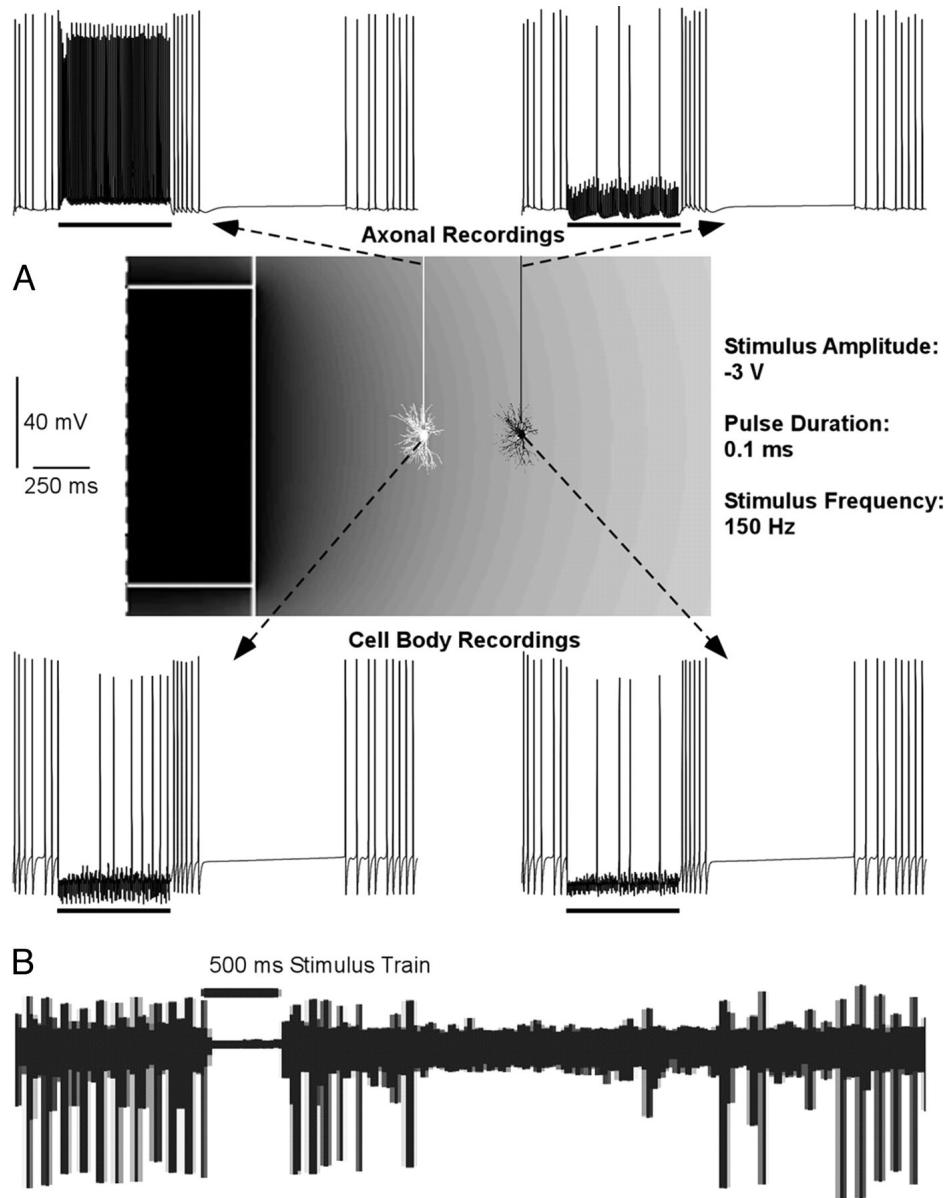 Axonal Recordings
A
40 mV
250 ms
Stimulus Amplitude:
-3 V
Pulse Duration:
0.1 ms
Stimulus Frequency:
150 Hz
Cell Body Recordings
B
500 ms Stimulus Train